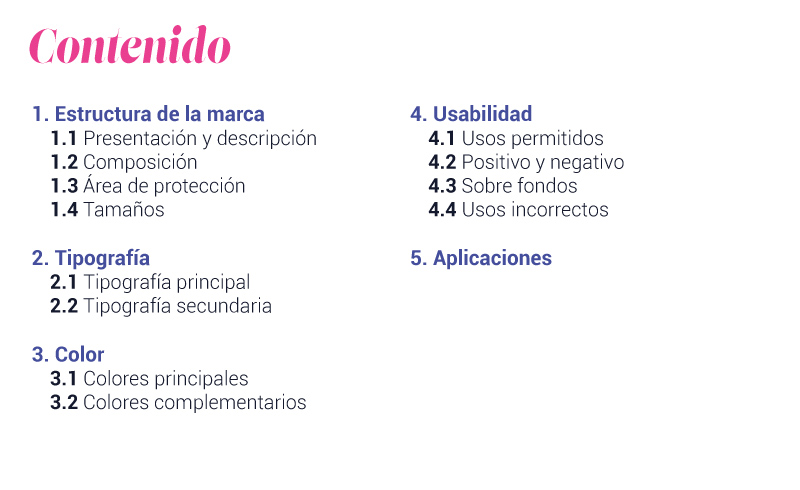 Contenido
1. Estructura de la marca
1.1 Presentación y descripción
1.2 Composición
1.3 Área de protección
1.4 Tamaños
2. Tipografía
2.1 Tipografía principal
2.2 Tipografía secundaria
3. Color
3.1 Colores principales
3.2 Colores complementarios
4. Usabilidad
4.1 Usos permitidos
4.2 Positivo y negativo
4.3 Sobre fondos
4.4 Usos incorrectos
5. Aplicaciones